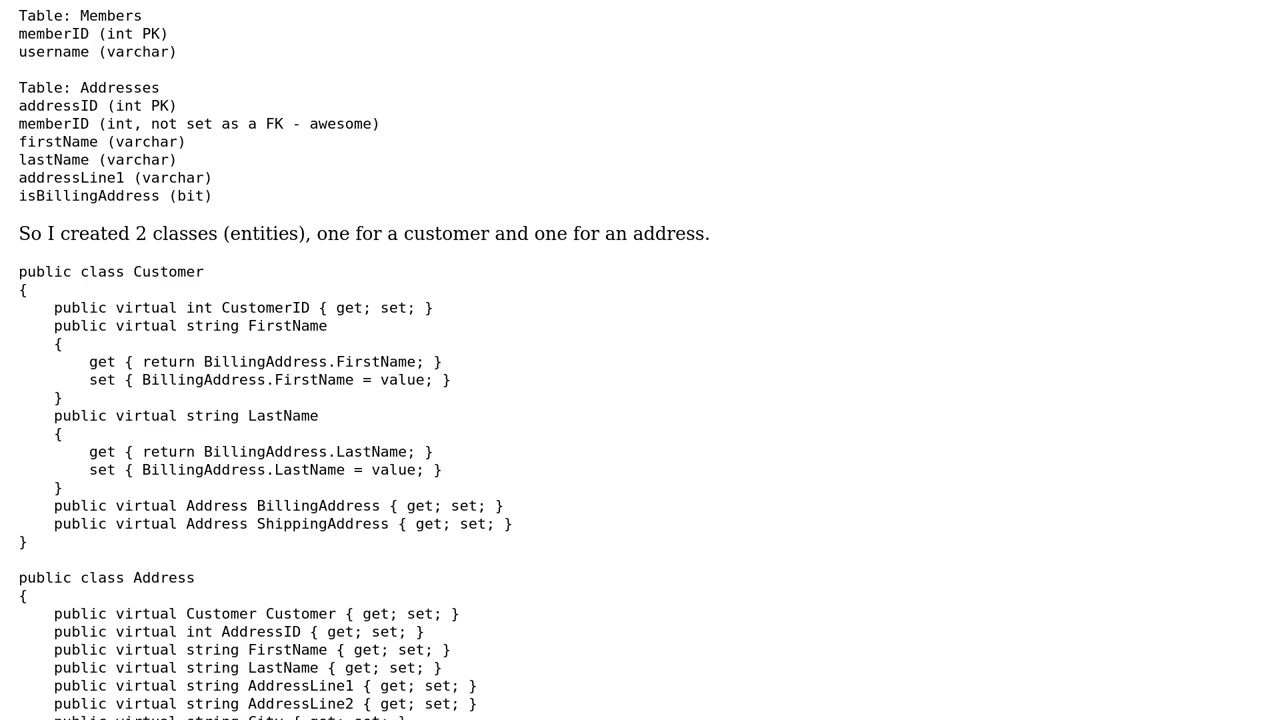 Table: Members
memberID (int PK)
username (varchar)

Table: Addresses
addressID (int PK)
memberID (int, not set as a FK - awesome)
firstName (varchar)
lastName (varchar)
addressLine1 (varchar)
isBillingAddress (bit)

So I created 2 classes (entities), one for a customer and one for an address.

public class Customer
{
    public virtual int CustomerID { get; set; }
    public virtual string FirstName
    {
        get { return BillingAddress.FirstName; }
        set { BillingAddress.FirstName = value; }
    }
    public virtual string LastName
    {
        get { return BillingAddress.LastName; }
        set { BillingAddress.LastName = value; }
    }
    public virtual Address BillingAddress { get; set; }
    public virtual Address ShippingAddress { get; set; }
}

public class Address
{
    public virtual Customer Customer { get; set; }
    public virtual int AddressID { get; set; }
    public virtual string FirstName { get; set; }
    public virtual string LastName { get; set; }
    public virtual string AddressLine1 { get; set; }
    public virtual string AddressLine2 { get; set; }
    public virtual string City { get; set; }